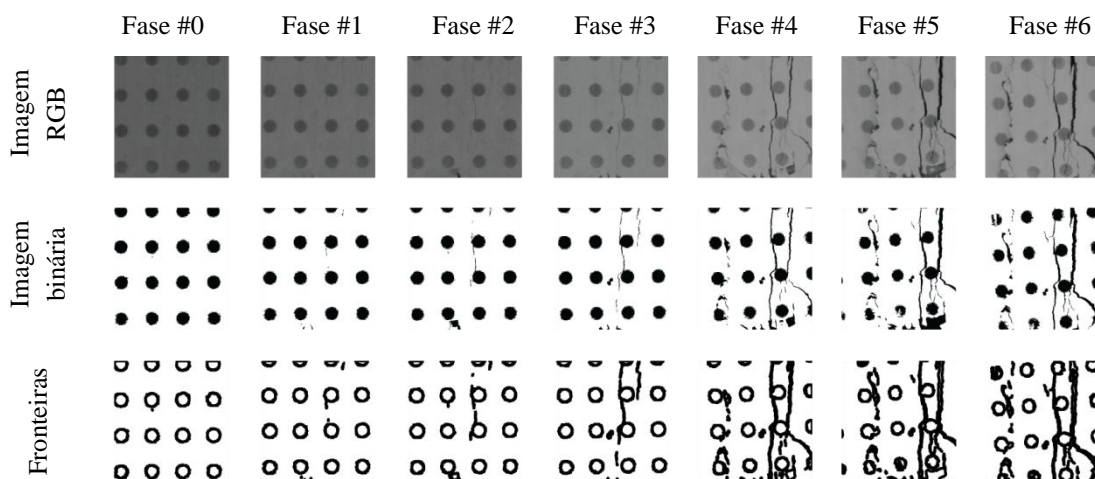 Fase #0 Fase #1 Fase #2 Fase #3 Fase #4 Fase #5 Fase #6
Imagem
RGB
Imagem
binária
Fronteiras